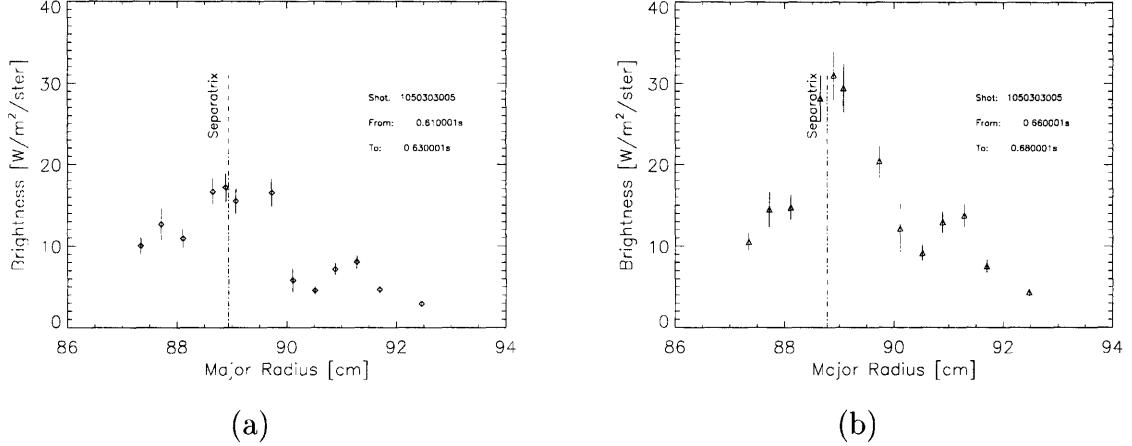 40
30
20
10
0
Brightness [W/m²/ster]
Separatrix
Shot: 1050303005
From: 0.610001s
To: 0.630001s
86 88 90 92 94
Major Radius [cm]
(a)
40
30
20
10
0
Brightness [W/m²/ster]
Separatrix
Shot: 1050303005
From: 0.660001s
To: 0.680001s
86 88 90 92 94
Major Radius [cm]
(b)